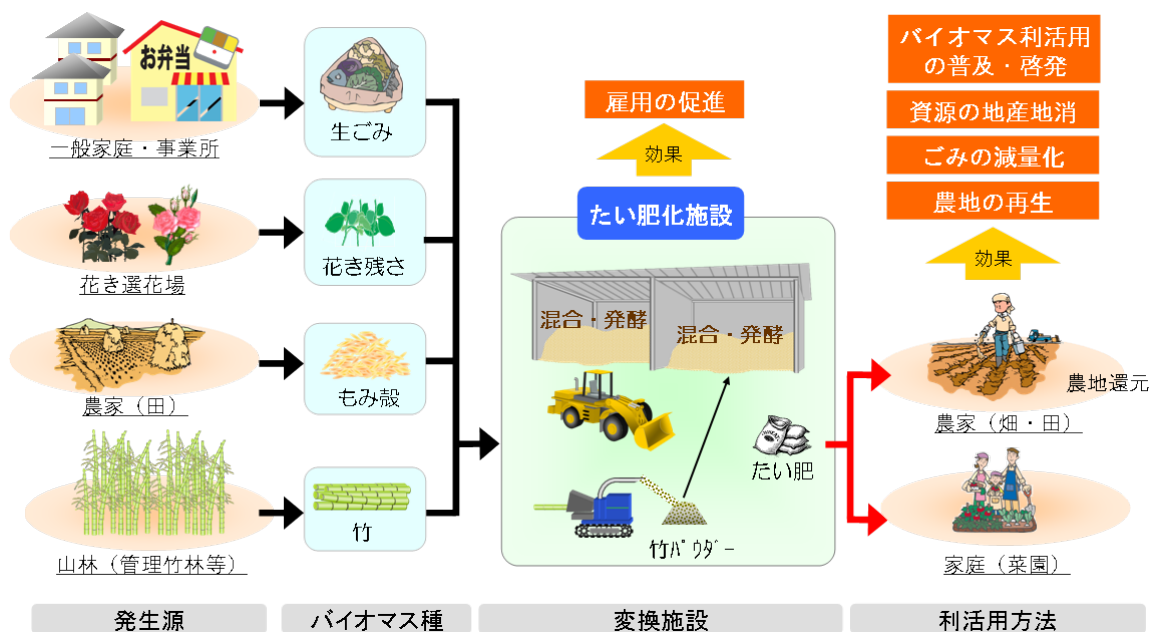 お弁当
一般家庭・事業所
生ごみ
花き選花場
花き残さ
農家（田）
もみ殻
山林（管理竹林等）
竹
雇用の促進
効果
たい肥化施設
混合・発酵
混合・発酵
たい肥
竹ﾊﾟｳﾀﾞｰ
バイオマス利活用
の普及・啓発
資源の地産地消
ごみの減量化
農地の再生
効果
農地還元
農家（畑・田）
家庭（菜園）
発生源
バイオマス種
変換施設
利活用方法